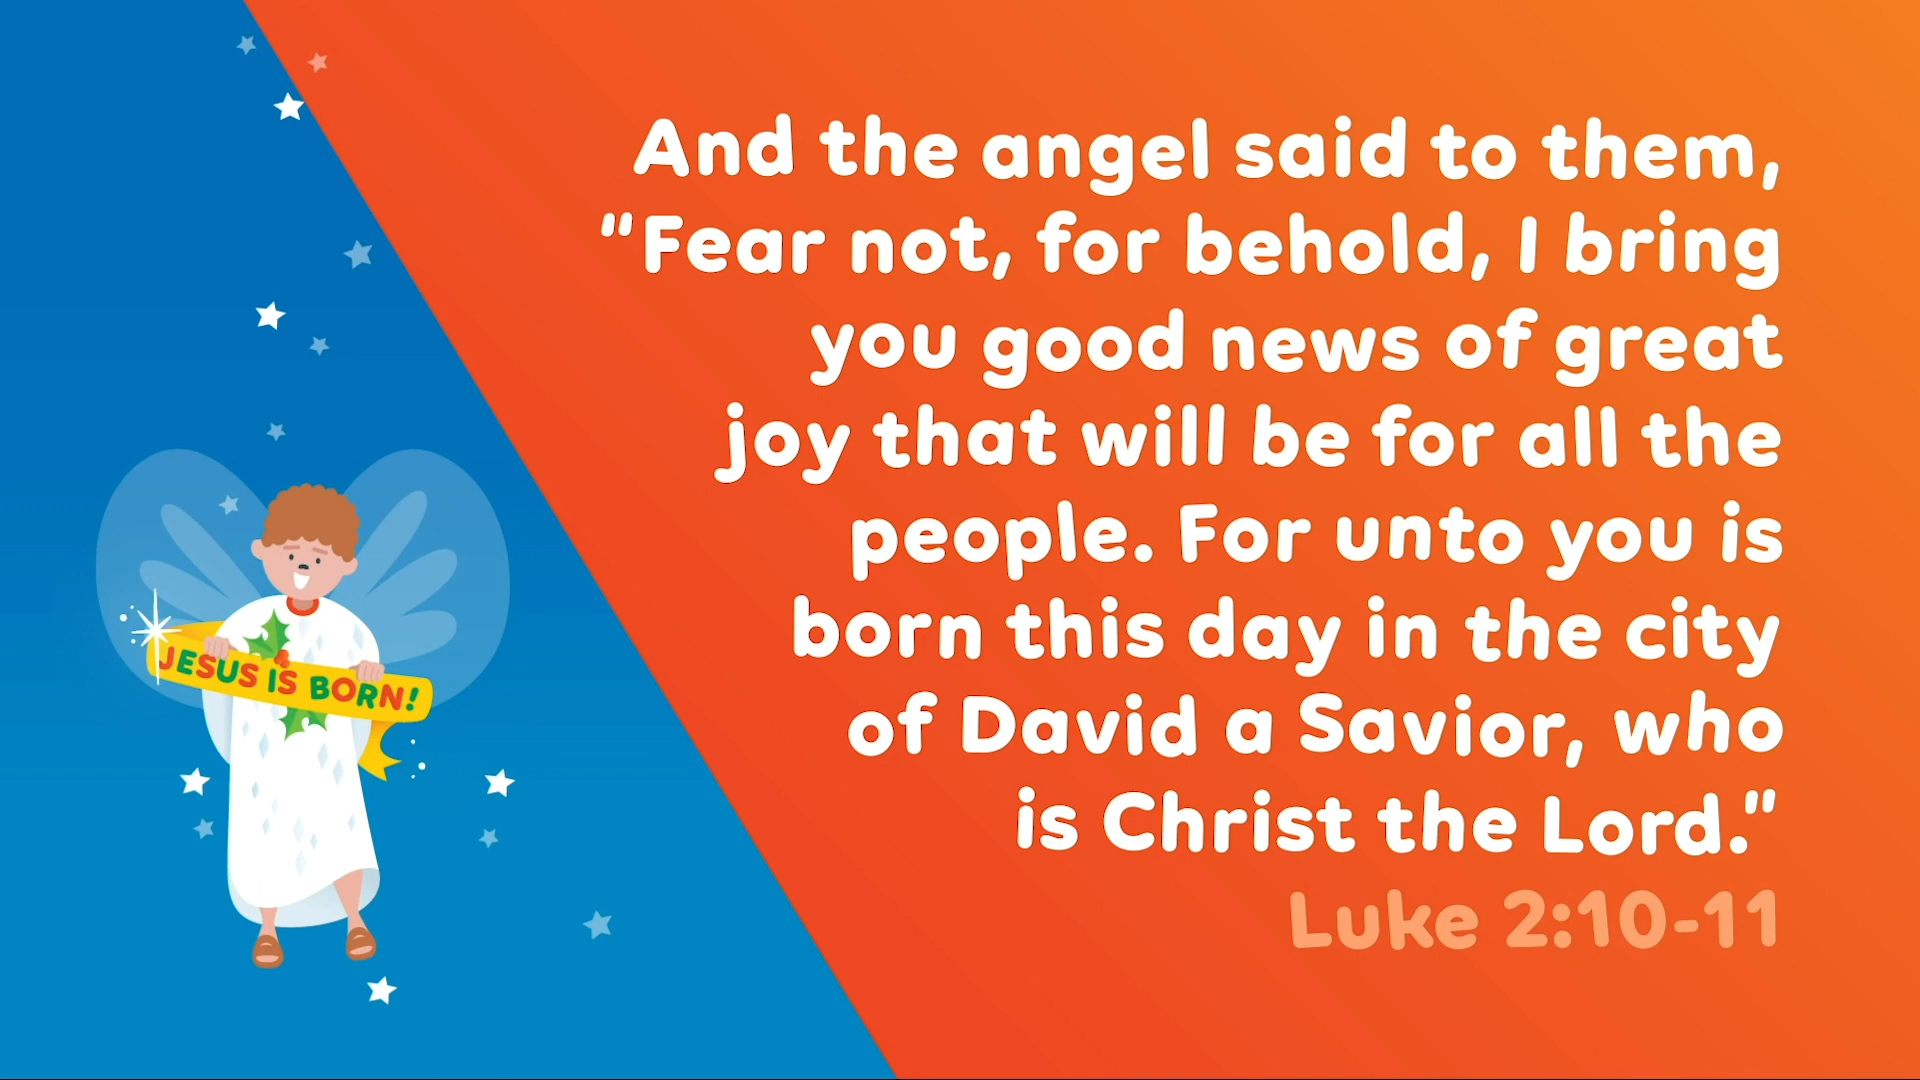 And the angel said to them,
"Fear not, for behold, I bring
you good news of great
joy that will be for all the
people. For unto you is
born this day in the city
of David a Savior, who
is Christ the Lord."
Luke 2:10-11
JESUS IS BORN!